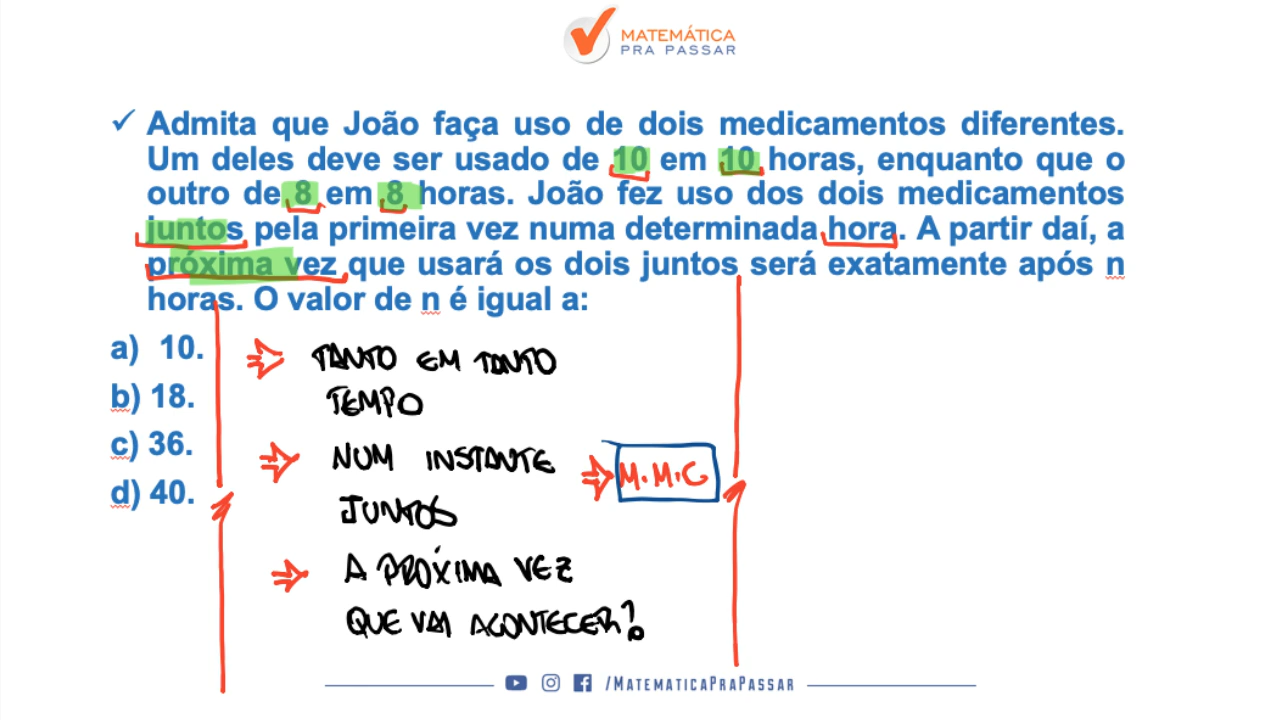 MATEMÁTICA
PRA PASSAR
✓ Admita que João faça uso de dois medicamentos diferentes.
Um deles deve ser usado de 10 em 10 horas, enquanto que o
outro de 8 em 8 horas. João fez uso dos dois medicamentos
juntos pela primeira vez numa determinada hora. A partir daí, a
próxima vez que usará os dois juntos será exatamente após n
horas. O valor de n é igual a:
a) 10.
b) 18.
c) 36.
d) 40.
⇒ TANTO EM TANTO
TEMPO
⇒ NUM INSTANTE ⇒ M.M.C
JUNTOS
⇒ A PRÓXIMA VEZ
QUE VAI ACONTECER?
/MATEMATICAPRAPASSAR